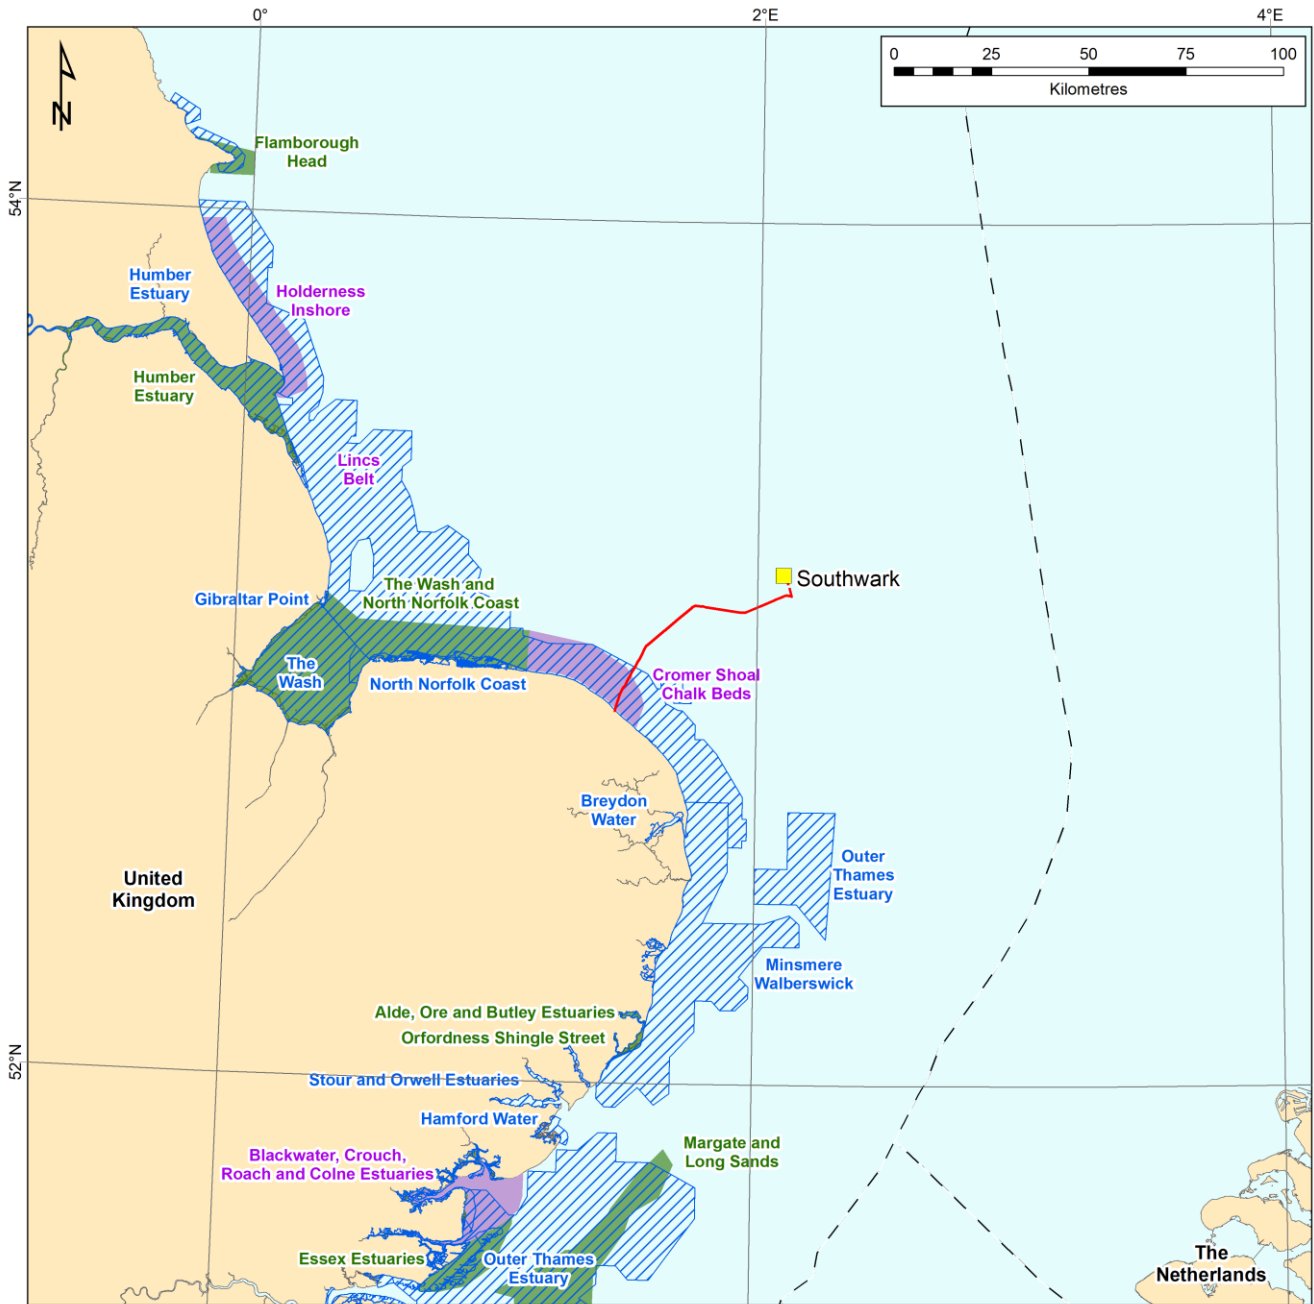 0° 2°E 4°E
0 25 50 75 100
Kilometres
N
54°N
Flamborough
Head
Humber
Estuary
Holderness
Inshore
Humber
Estuary
Lincs
Belt
Southwark
The Wash and
North Norfolk Coast
Gibraltar Point
The
Wash
North Norfolk Coast
Cromer Shoal
Chalk Beds
Breydon
Water
United
Kingdom
Outer
Thames
Estuary
Minsmere
Walberswick
Alde, Ore and Butley Estuaries
Orfordness Shingle Street
52°N
Stour and Orwell Estuaries
Hamford Water
Margate and
Long Sands
Blackwater, Crouch,
Roach and Colne Estuaries
Essex Estuaries
Outer Thames
Estuary
The
Netherlands